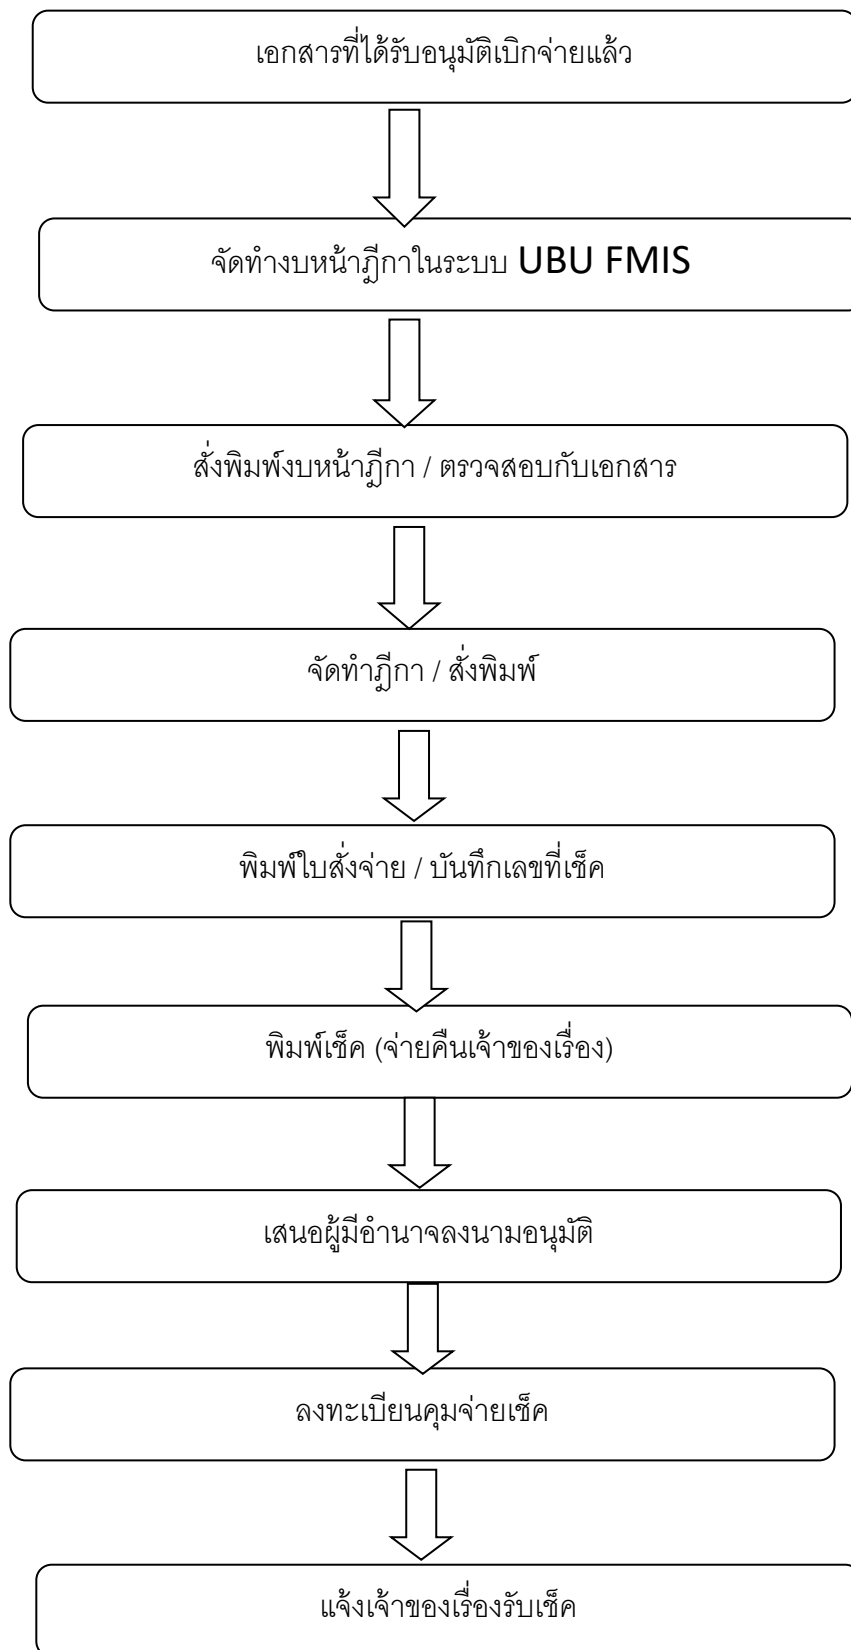 เอกสารที่ได้รับอนุมัติเบิกจ่ายแล้ว
จัดทำงบหน้าฎีกาในระบบ UBU FMIS
สั่งพิมพ์งบหน้าฎีกา / ตรวจสอบกับเอกสาร
จัดทำฎีกา / สั่งพิมพ์
พิมพ์ใบสั่งจ่าย / บันทึกเลขที่เช็ค
พิมพ์เช็ค (จ่ายคืนเจ้าของเรื่อง)
เสนอผู้มีอำนาจลงนามอนุมัติ
ลงทะเบียนคุมจ่ายเช็ค
แจ้งเจ้าของเรื่องรับเช็ค